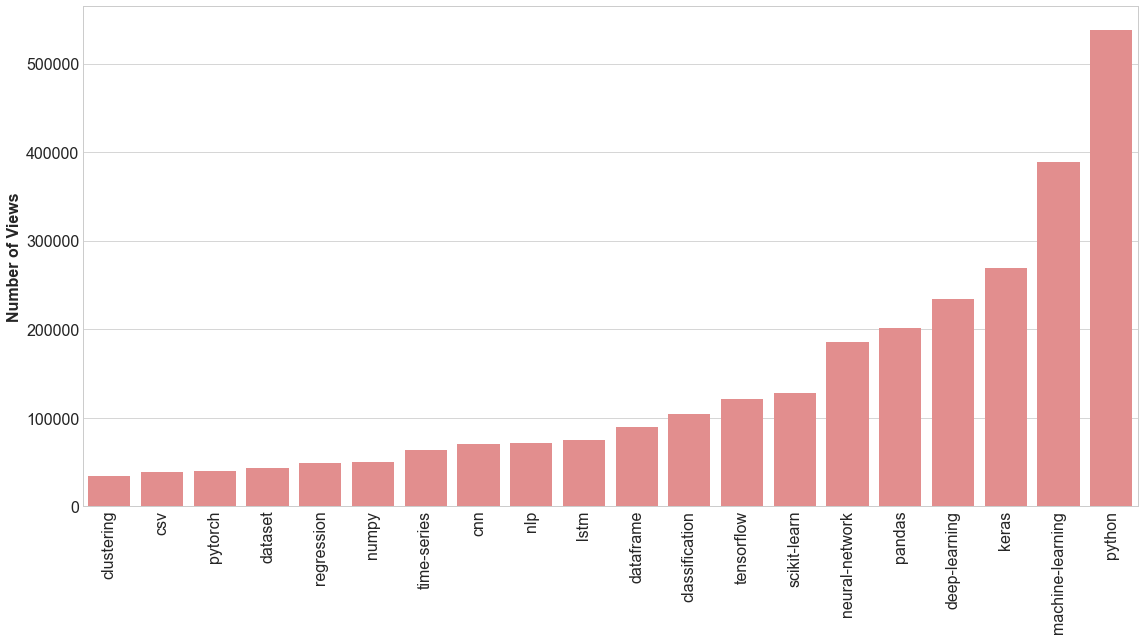 Number of Views
500000
400000
300000
200000
100000
0
clustering
csv
pytorch
dataset
regression
numpy
time-series
cnn
nlp
lstm
dataframe
classification
tensorflow
scikit-learn
neural-network
pandas
deep-learning
keras
machine-learning
python